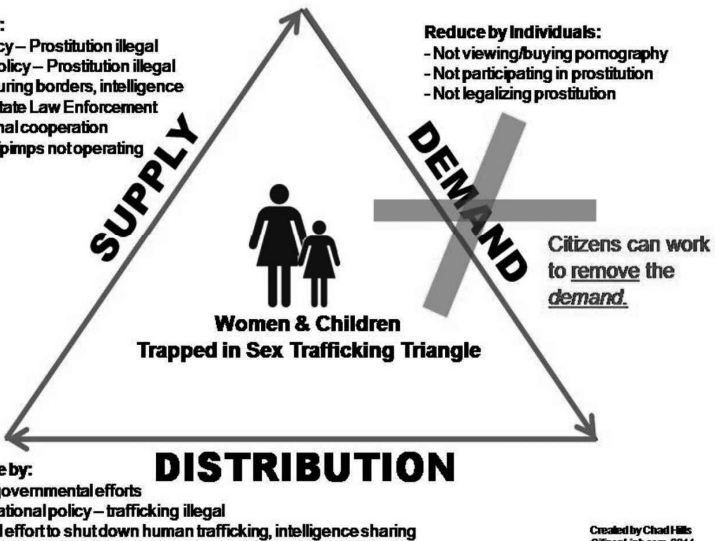 cy – Prostitution illegal
olicy – Prostitution illegal
uring borders, intelligence
tate Law Enforcement
nal cooperation
pimps not operating
Reduce by Individuals:
- Not viewing/buying pornography
- Not participating in prostitution
- Not legalizing prostitution
SUPPLY
DEMAND
Citizens can work
to remove the
demand.
Women & Children
Trapped in Sex Trafficking Triangle
DISTRIBUTION
e by:
governmental efforts
ational policy – trafficking illegal
l effort to shut down human trafficking, intelligence sharing
Created by Chad Hills